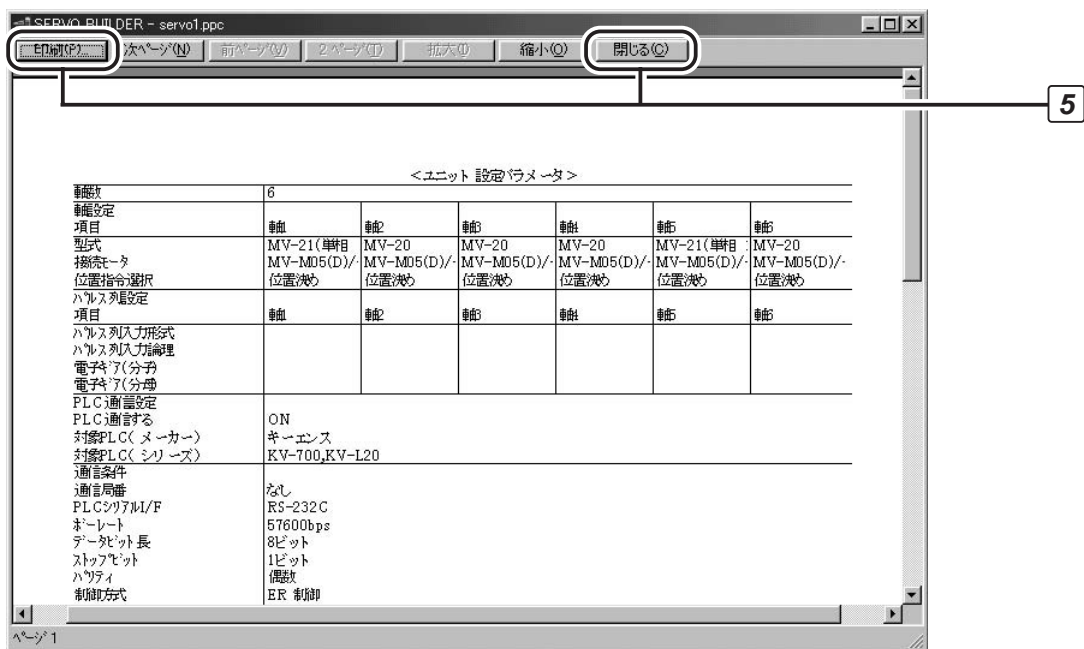 SERVO BUILDER - servo1.ppc
印刷(P)... 次ページ(N) 前ページ(V) 2ページ(T) 拡大(I) 縮小(O) 閉じる(C)
5
<ユニット 設定パラメータ>
軸数 6
軸設定
項目 軸1 軸2 軸3 軸4 軸5 軸6
型式 MV-21(単相 MV-20 MV-20 MV-20 MV-21(単相 MV-20
接続モータ MV-M05(D)/- MV-M05(D)/- MV-M05(D)/- MV-M05(D)/- MV-M05(D)/- MV-M05(D)/-
位置指令選択 位置決め 位置決め 位置決め 位置決め 位置決め 位置決め
パルス列設定
項目 軸1 軸2 軸3 軸4 軸5 軸6
パルス列入力形式
パルス列入力論理
電子ギア(分子)
電子ギア(分母)
PLC通信設定
PLC通信する ON
対象PLC(メーカー) キーエンス
対象PLC(シリーズ) KV-700,KV-L20
通信条件
通信局番 なし
PLCシリアルI/F RS-232C
ボーレート 57600bps
データビット長 8ビット
ストップビット 1ビット
パリティ 偶数
制御方式 ER 制御
ページ 1